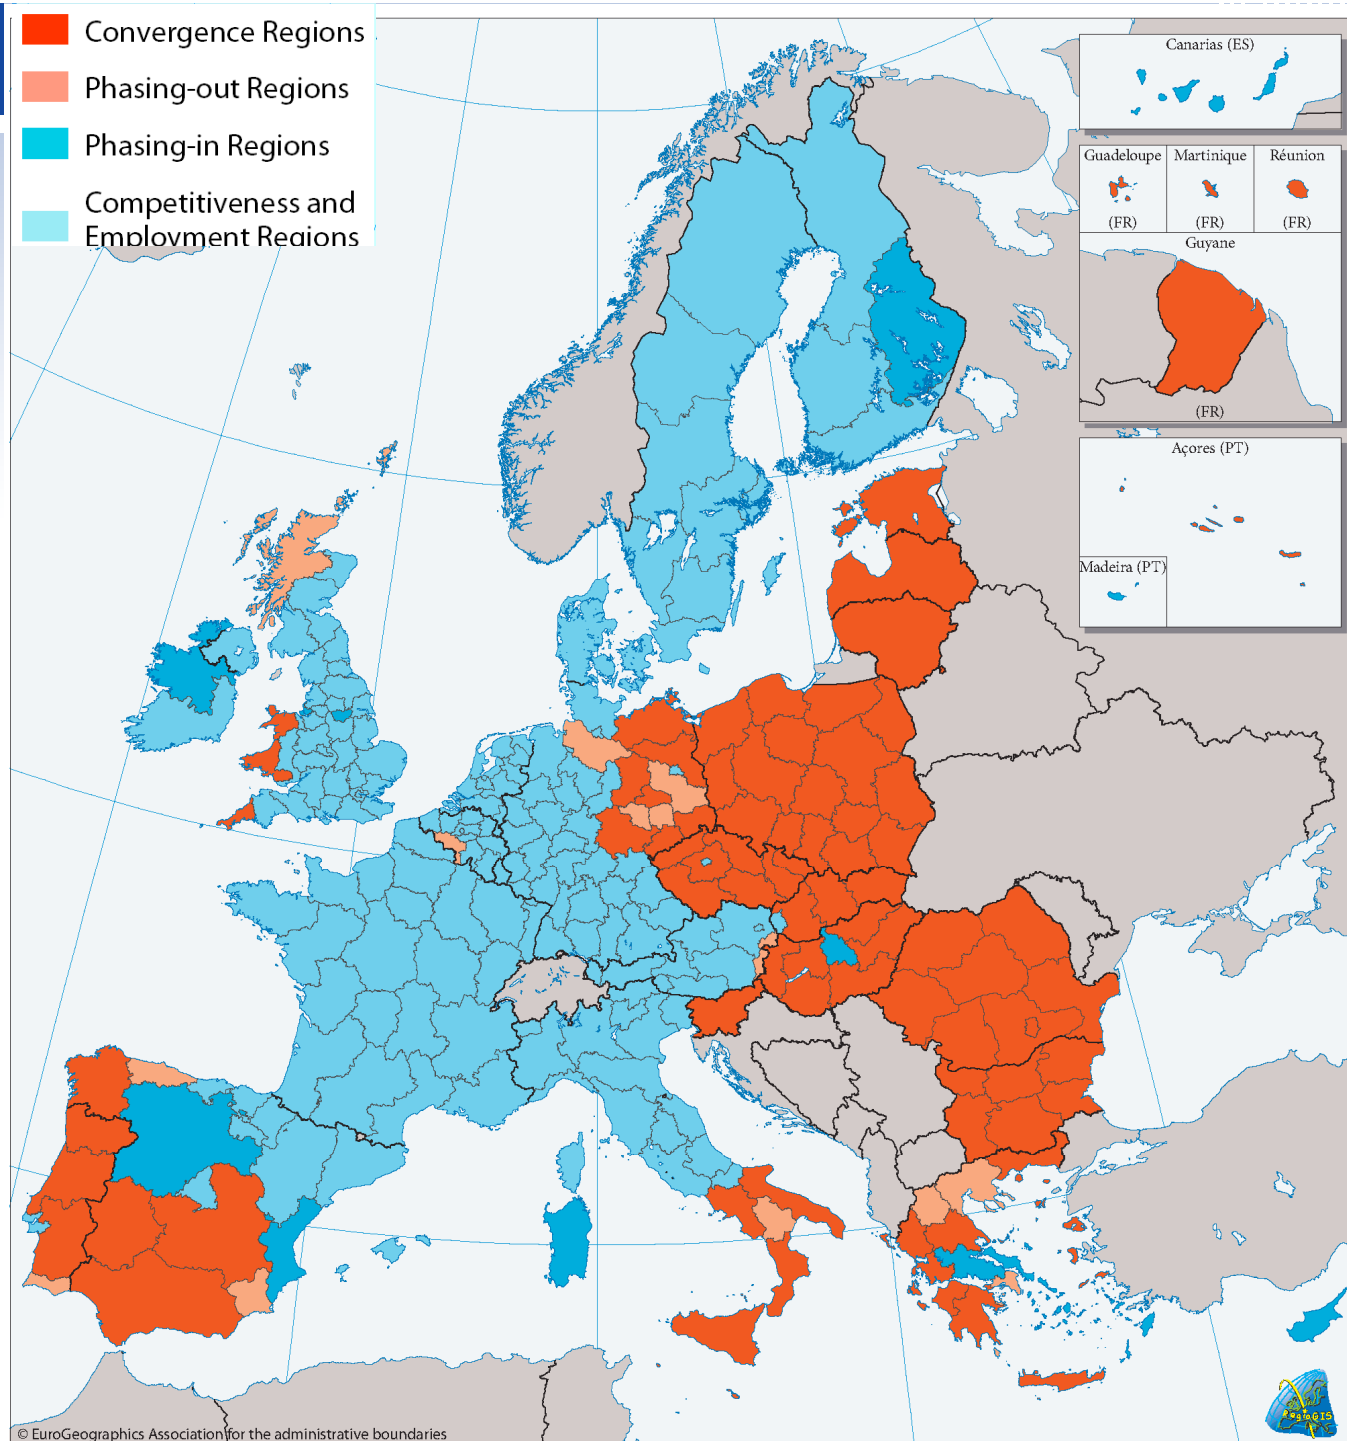 Convergence Regions
Phasing-out Regions
Phasing-in Regions
Competitiveness and
Employment Regions
Canarias (ES)
Guadeloupe
Martinique
Réunion
(FR)
(FR)
(FR)
Guyane
(FR)
Açores (PT)
Madeira (PT)
RegioGIS
© EuroGeographics Association for the administrative boundaries